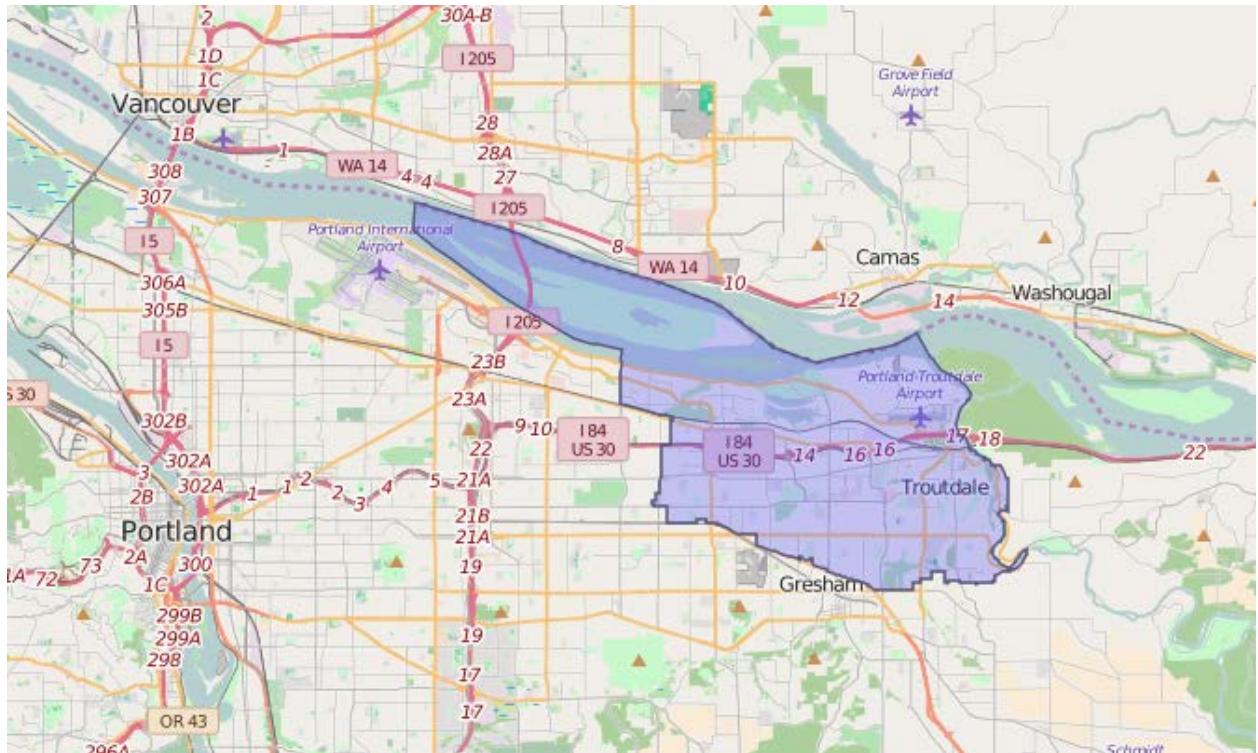 2
30A-B
1D
I 205
1C
Grove Field
Airport
Vancouver
28
1B
1
28A
WA 14
4
4
27
308
307
I 205
Portland International
Airport
I 5
8
WA 14
Camas
306A
10
12
14
Washougal
305B
I 205
I 5
23B
Portland-Troutdale
Airport
23A
S 30
302B
9
10
I 84
US 30
I 84
US 30
14
16
16
17
18
22
22
302A
3
302A
1
1
2
2
3
4
5
21A
Troutdale
2B
21B
Portland
21A
2A
300
73
72
1A
19
1C
Gresham
299B
299A
19
298
17
17
OR 43
296A
Schmidt